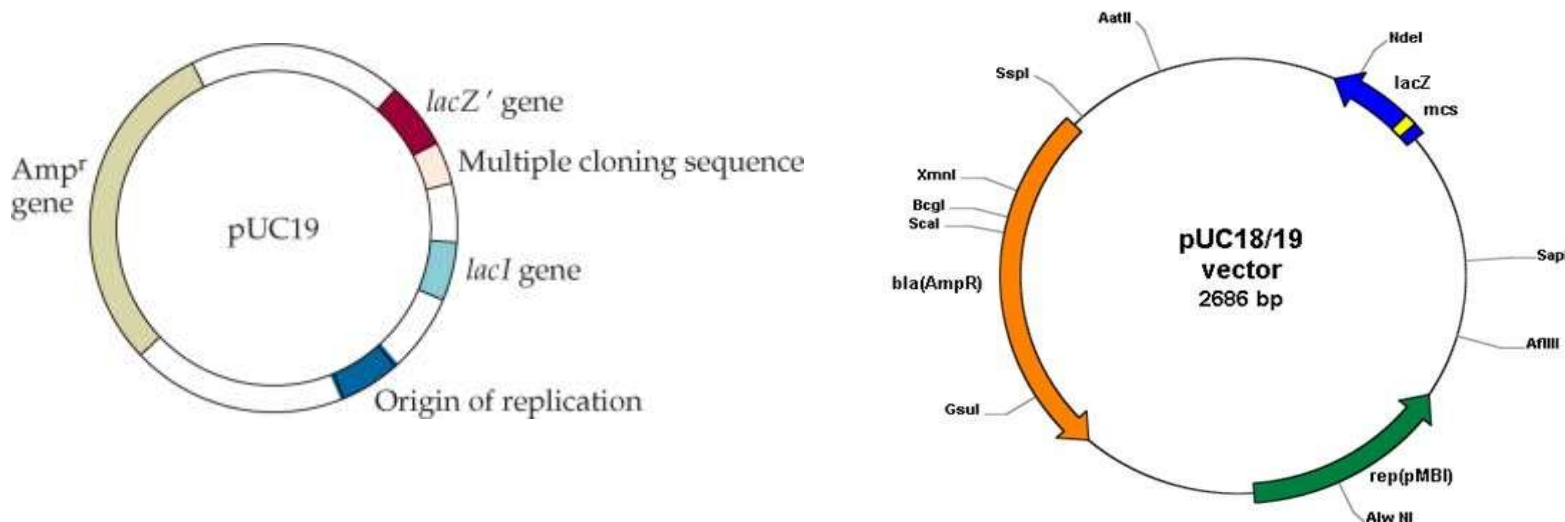 lacZ' gene
Multiple cloning sequence
Amp^r
gene
pUC19
lacI gene
Origin of replication
AatII
NdeI
SspI
lacZ
mcs
XmnI
BcgI
ScaI
pUC18/19
vector
2686 bp
SapI
bla(AmpR)
AflIII
GsuI
rep(pMBI)
Alw NI